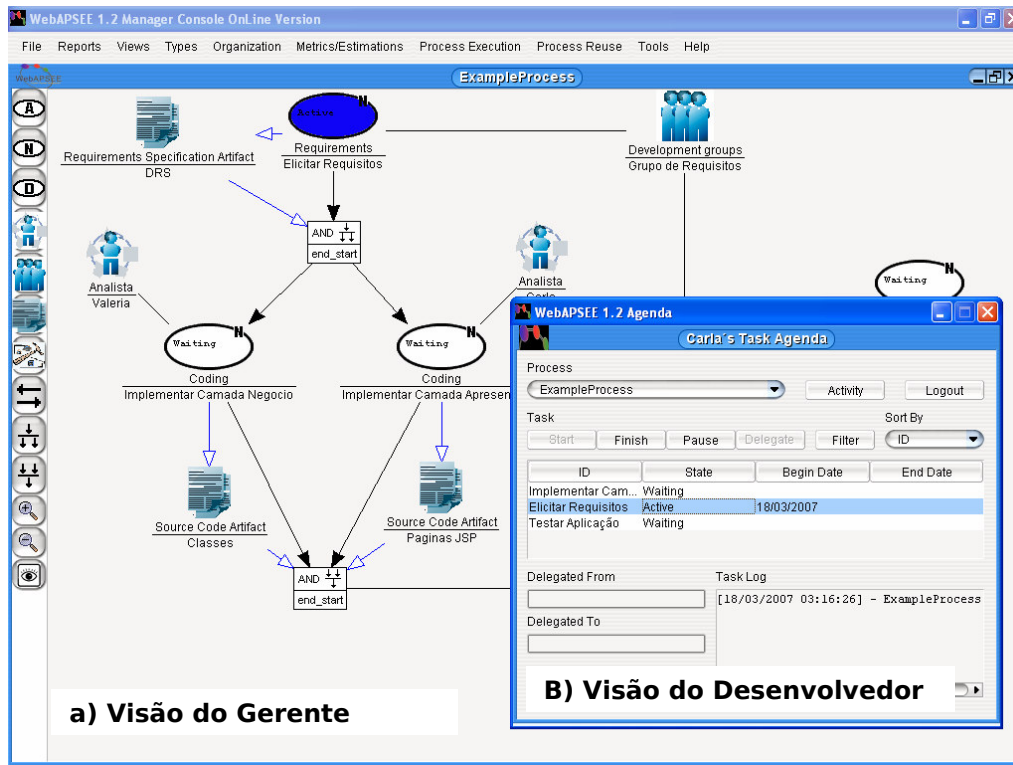 WebAPSEE 1.2 Manager Console OnLine Version
File Reports Views Types Organization Metrics/Estimations Process Execution Process Reuse Tools Help
WebAPSEE
ExampleProcess
A
N
D
Requirements Specification Artifact
DRS
Active
N
Requirements
Elicitar Requisitos
Development groups
Grupo de Requisitos
AND
end_start
Analista
Valeria
Analista
Carla
Waiting
N
Waiting
N
Waiting
N
Coding
Implementar Camada Negocio
Coding
Implementar Camada Apresen
Source Code Artifact
Classes
Source Code Artifact
Paginas JSP
AND
end_start
a) Visão do Gerente
WebAPSEE 1.2 Agenda
Carla´s Task Agenda
Process
ExampleProcess Activity Logout
Task Sort By
Start Finish Pause Delegate Filter ID
ID State Begin Date End Date
Implementar Cam... Waiting
Elicitar Requisitos Active 18/03/2007
Testar Aplicação Waiting
Delegated From Task Log
[18/03/2007 03:16:26] - ExampleProcess
Delegated To
B) Visão do Desenvolvedor